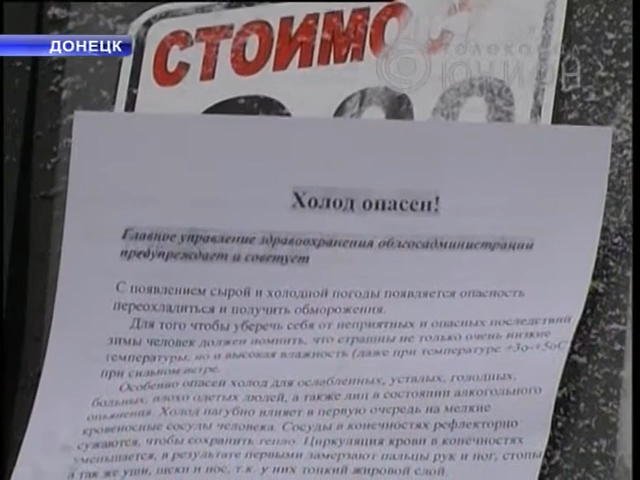 ДОНЕЦК
СТОИМОС
ЮНИОН
Холод опасен!
Главное управление здравоохранения облгосадминистрации
предупреждает и советует
С появлением сырой и холодной погоды появляется опасность
переохладиться и получить обморожения.
Для того чтобы уберечь себя от неприятных и опасных последствий
зимы человек должен помнить, что страшны не только очень низкие
температуры, но и высокая влажность (даже при температуре +3о-+5оС
при сильном ветре.
Особенно опасен холод для ослабленных, усталых, голодных,
больных, плохо одетых людей, а также лиц в состоянии алкогольного
опьянения. Холод пагубно влияет в первую очередь на мелкие
кровеносные сосуды человека. Сосуды в конечностях рефлекторно
сужаются, чтобы сохранить тепло. Циркуляция крови в конечностях
уменьшается, в результате первыми замерзают пальцы рук и ног, стопы
а так же уши, щеки и нос, т.к. у них тонкий жировой слой.